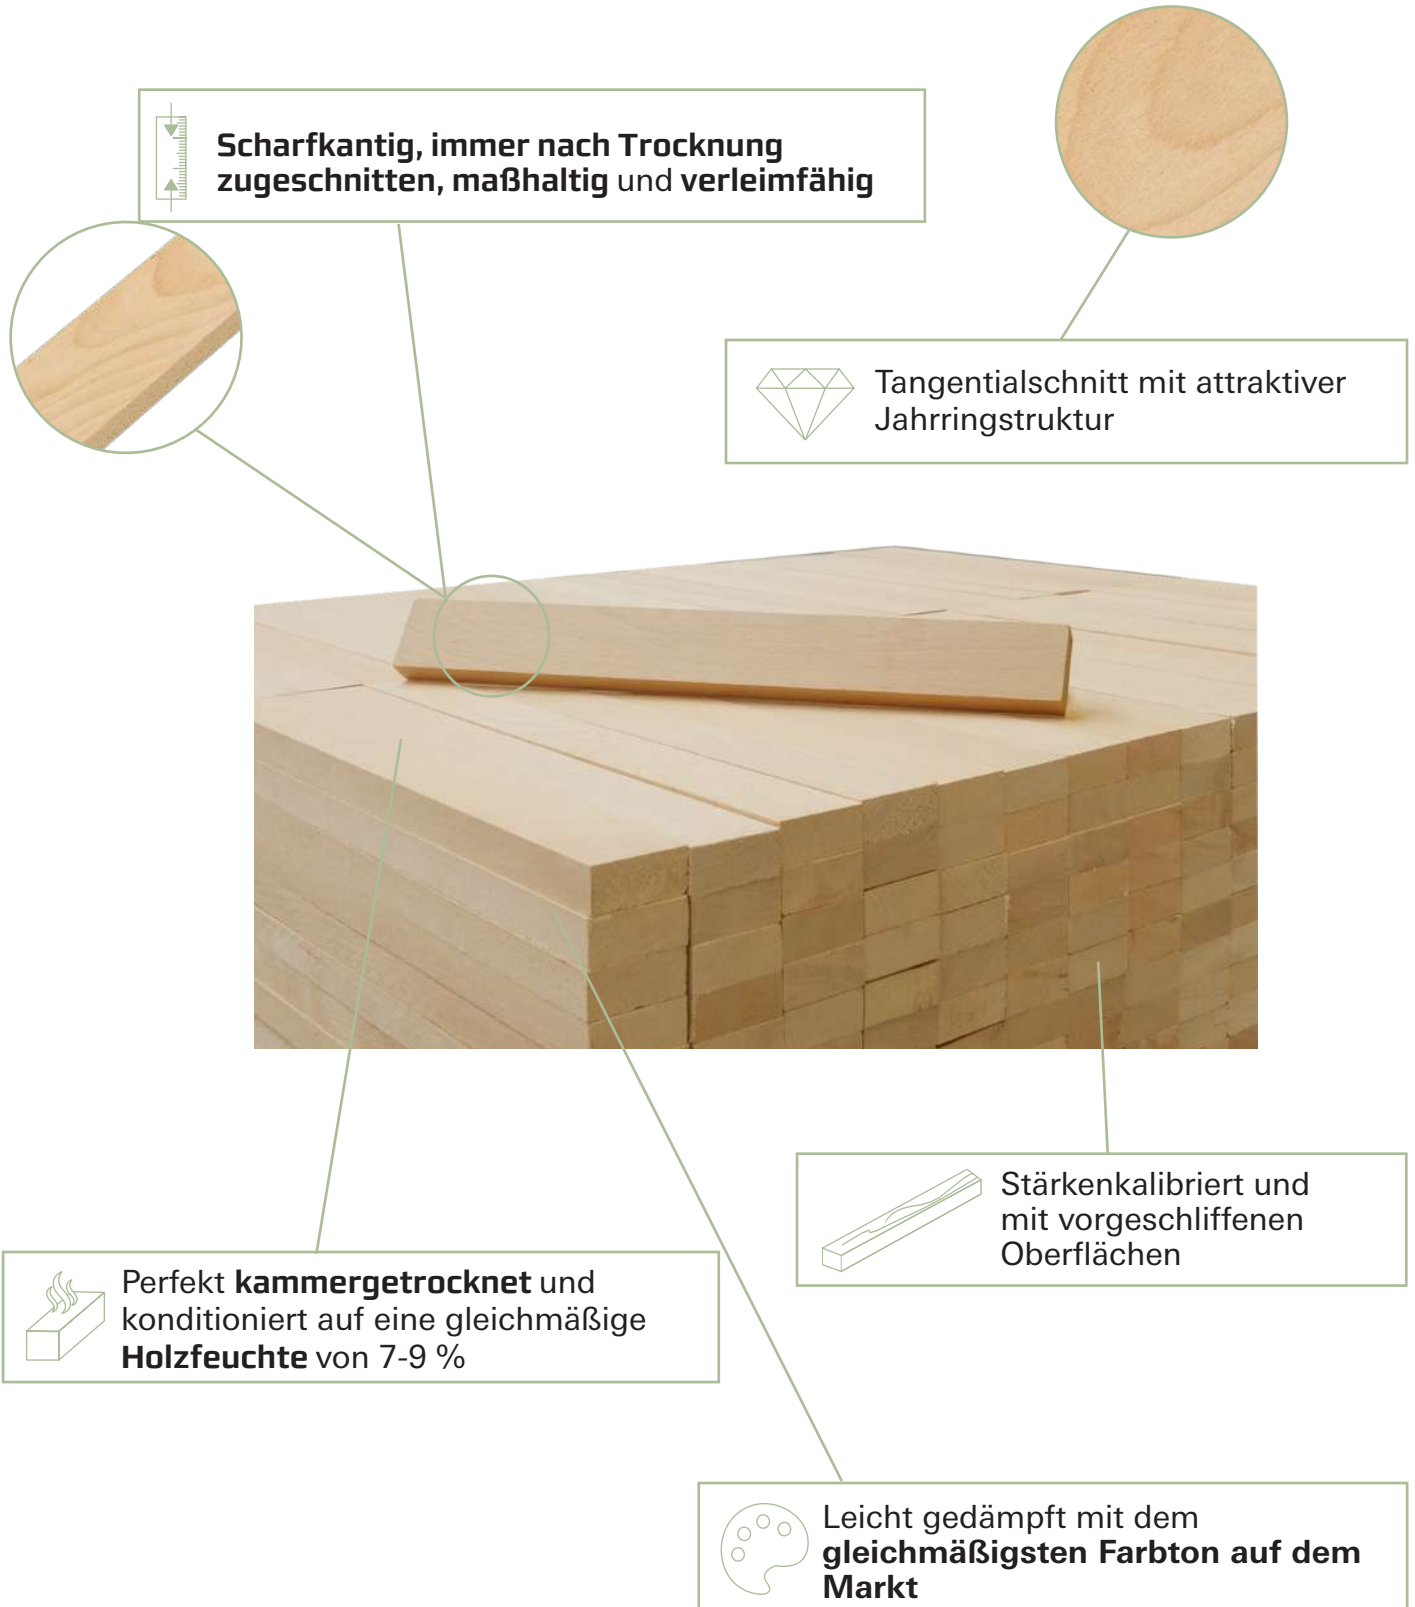 Scharfkantig, immer nach Trocknung
zugeschnitten, maßhaltig und verleimfähig
Tangentialschnitt mit attraktiver
Jahrringstruktur
Stärkenkalibriert und
mit vorgeschliffenen
Oberflächen
Perfekt kammergetrocknet und
konditioniert auf eine gleichmäßige
Holzfeuchte von 7-9 %
Leicht gedämpft mit dem
gleichmäßigsten Farbton auf dem
Markt